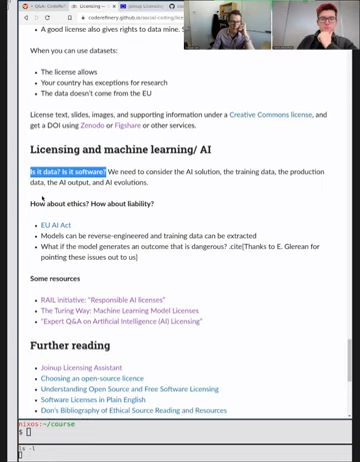 Licensing —
coderefinery.github.io/social-coding/licen
A good license also gives rights to data mine. S
When you can use datasets:
The license allows
Your country has exceptions for research
The data doesn't come from the EU
License text, slides, images, and supporting information under a Creative Commons license, and
get a DOI using Zenodo or Figshare or other services.
Licensing and machine learning/ AI
Is it data? Is it software? We need to consider the AI solution, the training data, the production
data, the AI output, and AI evolutions.
How about ethics? How about liability?
EU AI Act
Models can be reverse-engineered and training data can be extracted
What if the model generates an outcome that is dangerous? .cite[Thanks to E. Glerean for
pointing these issues out to us]
Some resources
RAIL initiative: "Responsible AI licenses"
The Turing Way: Machine Learning Model Licenses
"Expert Q&A on Artificial Intelligence (AI) Licensing"
Further reading
Joinup Licensing Assistant
Choosing an open-source licence
Understanding Open Source and Free Software Licensing
Software Licenses in Plain English
Don's Bibliography of Ethical Source Reading and Resources
nixos:~/course
$
ls -l